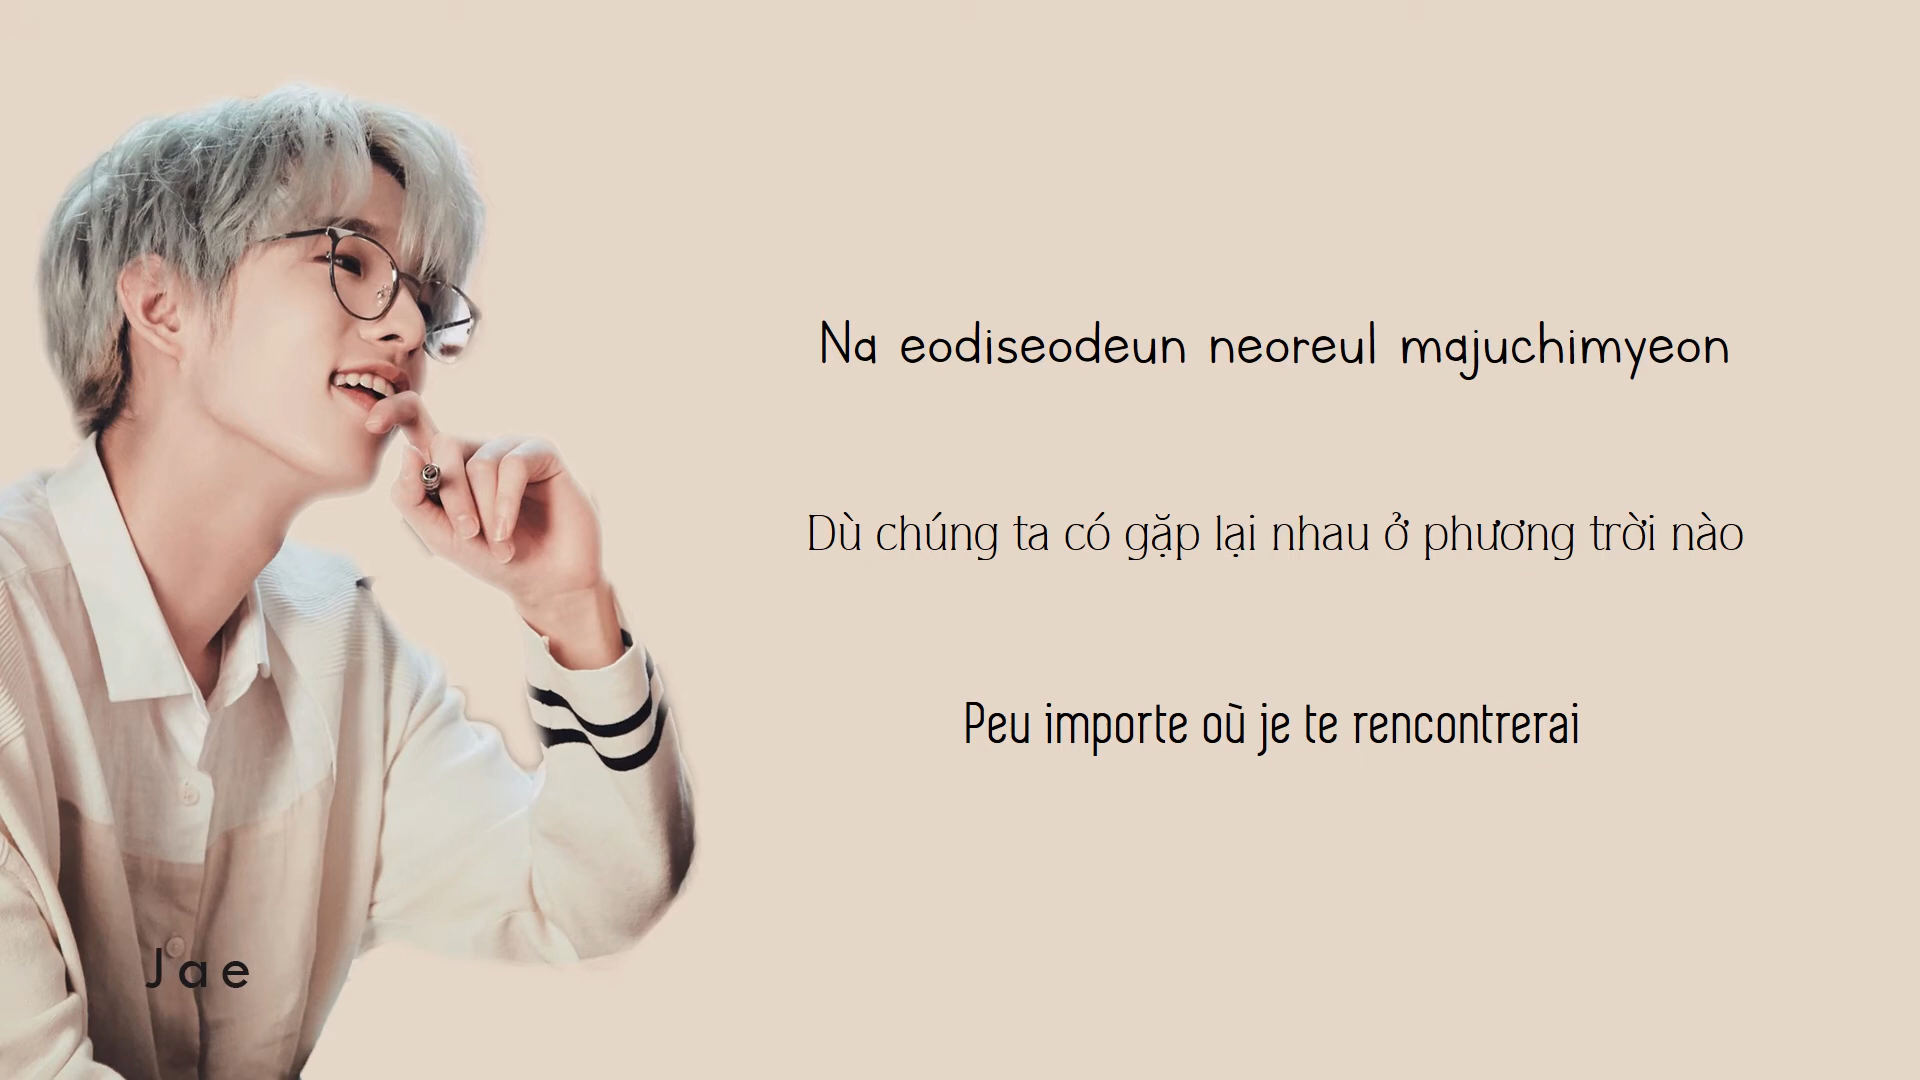 Na eodiseodeun neoreul majuchimyeon
Dù chúng ta có gặp lại nhau ở phương trời nào
Peu importe où je te rencontrerai
Jae